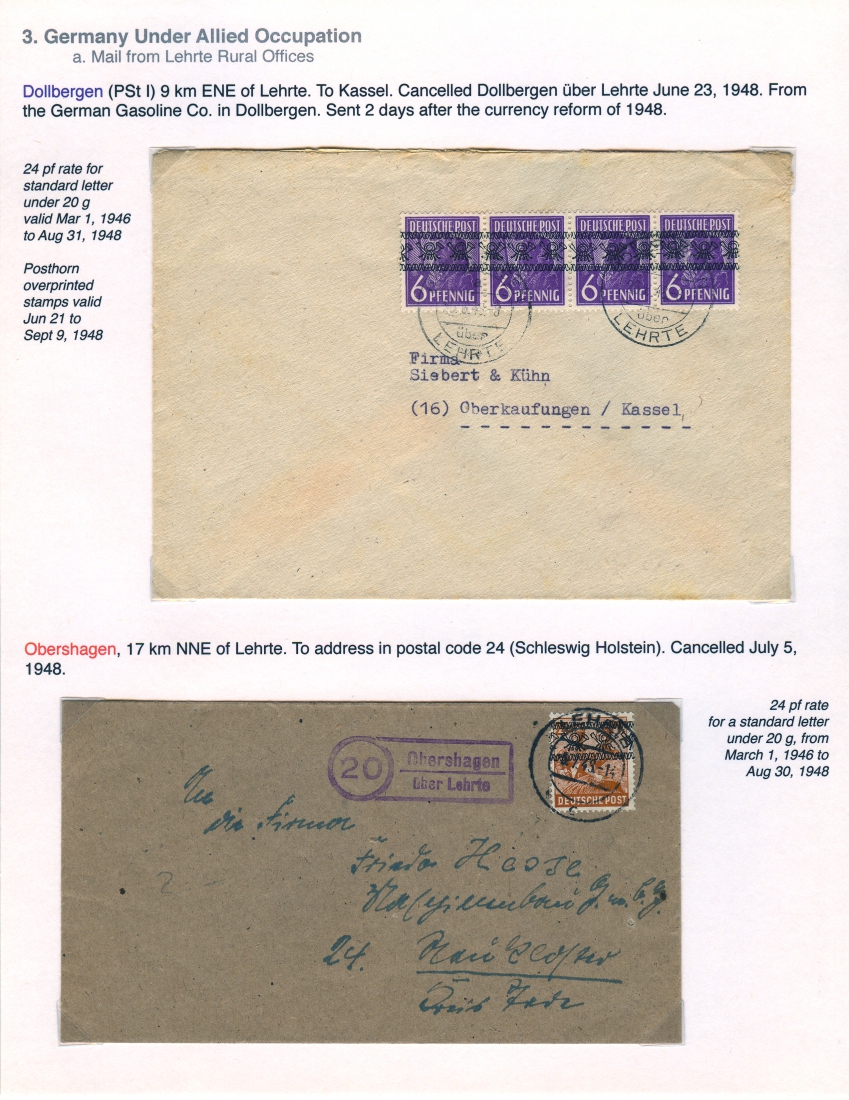 3. Germany Under Allied Occupation
a. Mail from Lehrte Rural Offices
Dollbergen (PSt I) 9 km ENE of Lehrte. To Kassel. Cancelled Dollbergen über Lehrte June 23, 1948. From
the German Gasoline Co. in Dollbergen. Sent 2 days after the currency reform of 1948.
24 pf rate for
standard letter
under 20 g
valid Mar 1, 1946
to Aug 31, 1948
Posthorn
overprinted
stamps valid
Jun 21 to
Sept 9, 1948
DEUTSCHE POST DEUTSCHE POST DEUTSCHE POST DEUTSCHE POST
6 PFENNIG 6 PFENNIG 6 PFENNIG 6 PFENNIG
über
LEHRTE
über
LEHRTE
Firma
Siebert & Kühn
(16) Oberkaufungen / Kassel,
Obershagen, 17 km NNE of Lehrte. To address in postal code 24 (Schleswig Holstein). Cancelled July 5,
1948.
24 pf rate
for a standard letter
under 20 g, from
March 1, 1946 to
Aug 30, 1948
20
Obershagen
über Lehrte
DEUTSCHE POST
An
die Firma
Frieda Hasse
Maschinenbau G.m.b.H.
24.